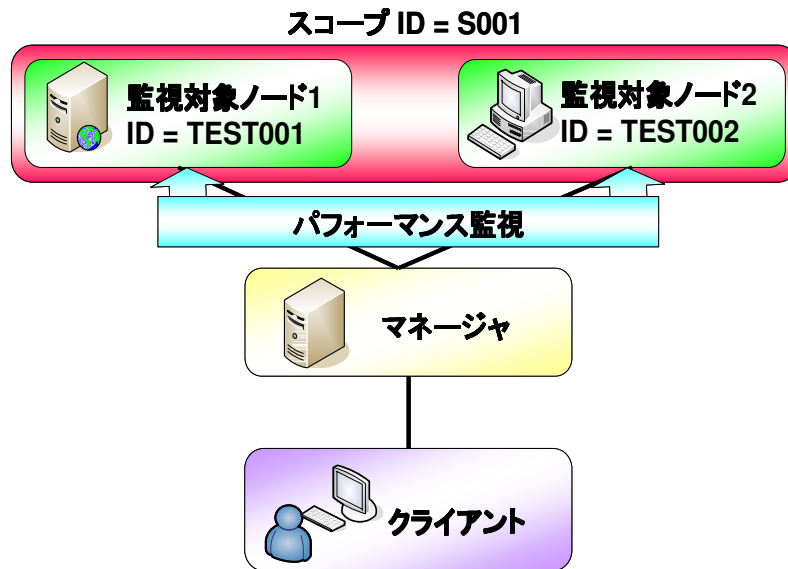 スコープ ID = S001
監視対象ノード1
ID = TEST001
監視対象ノード2
ID = TEST002
パフォーマンス監視
マネージャ
クライアント